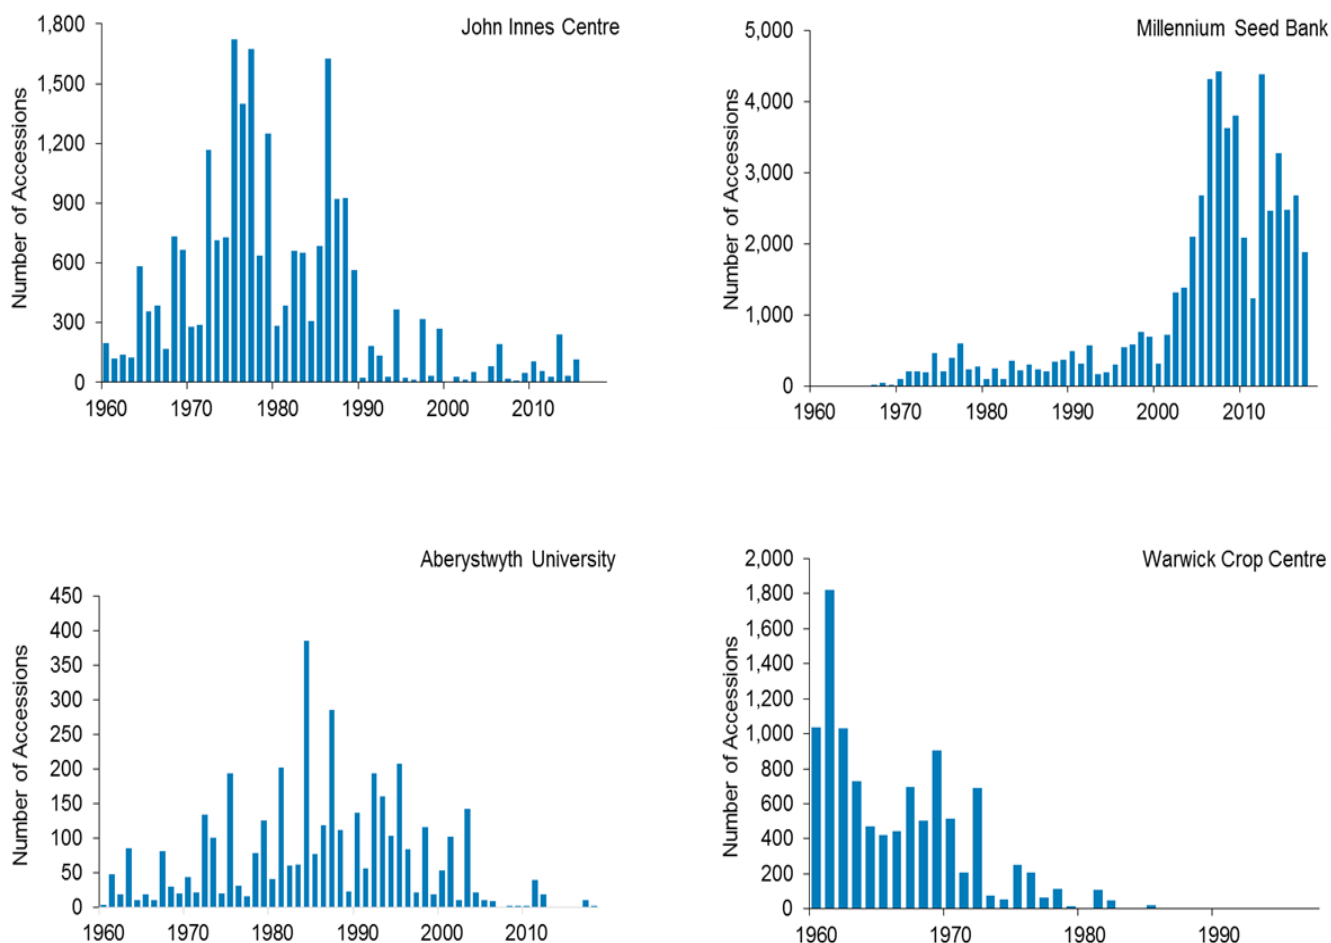 John Innes Centre
Number of Accessions
1,800
1,500
1,200
900
600
300
0
1960 1970 1980 1990 2000 2010
Millennium Seed Bank
Number of Accessions
5,000
4,000
3,000
2,000
1,000
0
1960 1970 1980 1990 2000 2010
Aberystwyth University
Number of Accessions
450
400
350
300
250
200
150
100
50
0
1960 1970 1980 1990 2000 2010
Warwick Crop Centre
Number of Accessions
2,000
1,800
1,600
1,400
1,200
1,000
800
600
400
200
0
1960 1970 1980 1990